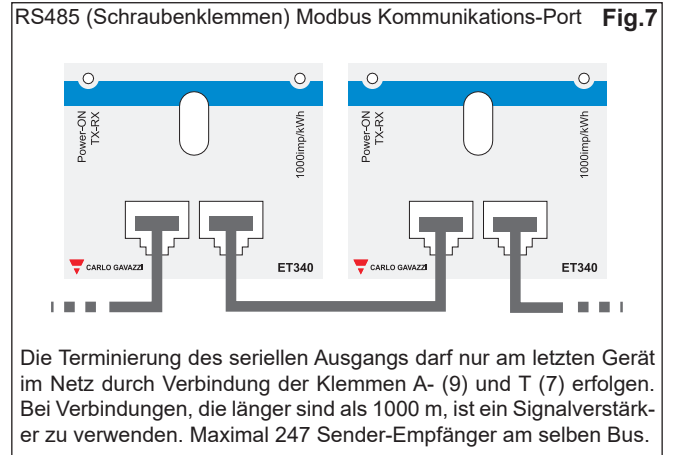 RS485 (Schraubenklemmen) Modbus Kommunikations-Port Fig.7
Power-ON
TX-RX
1000imp/kWh
CARLO GAVAZZI
ET340
Power-ON
TX-RX
1000imp/kWh
CARLO GAVAZZI
ET340
Die Terminierung des seriellen Ausgangs darf nur am letzten Gerät
im Netz durch Verbindung der Klemmen A- (9) und T (7) erfolgen.
Bei Verbindungen, die länger sind als 1000 m, ist ein Signalverstärk-
er zu verwenden. Maximal 247 Sender-Empfänger am selben Bus.